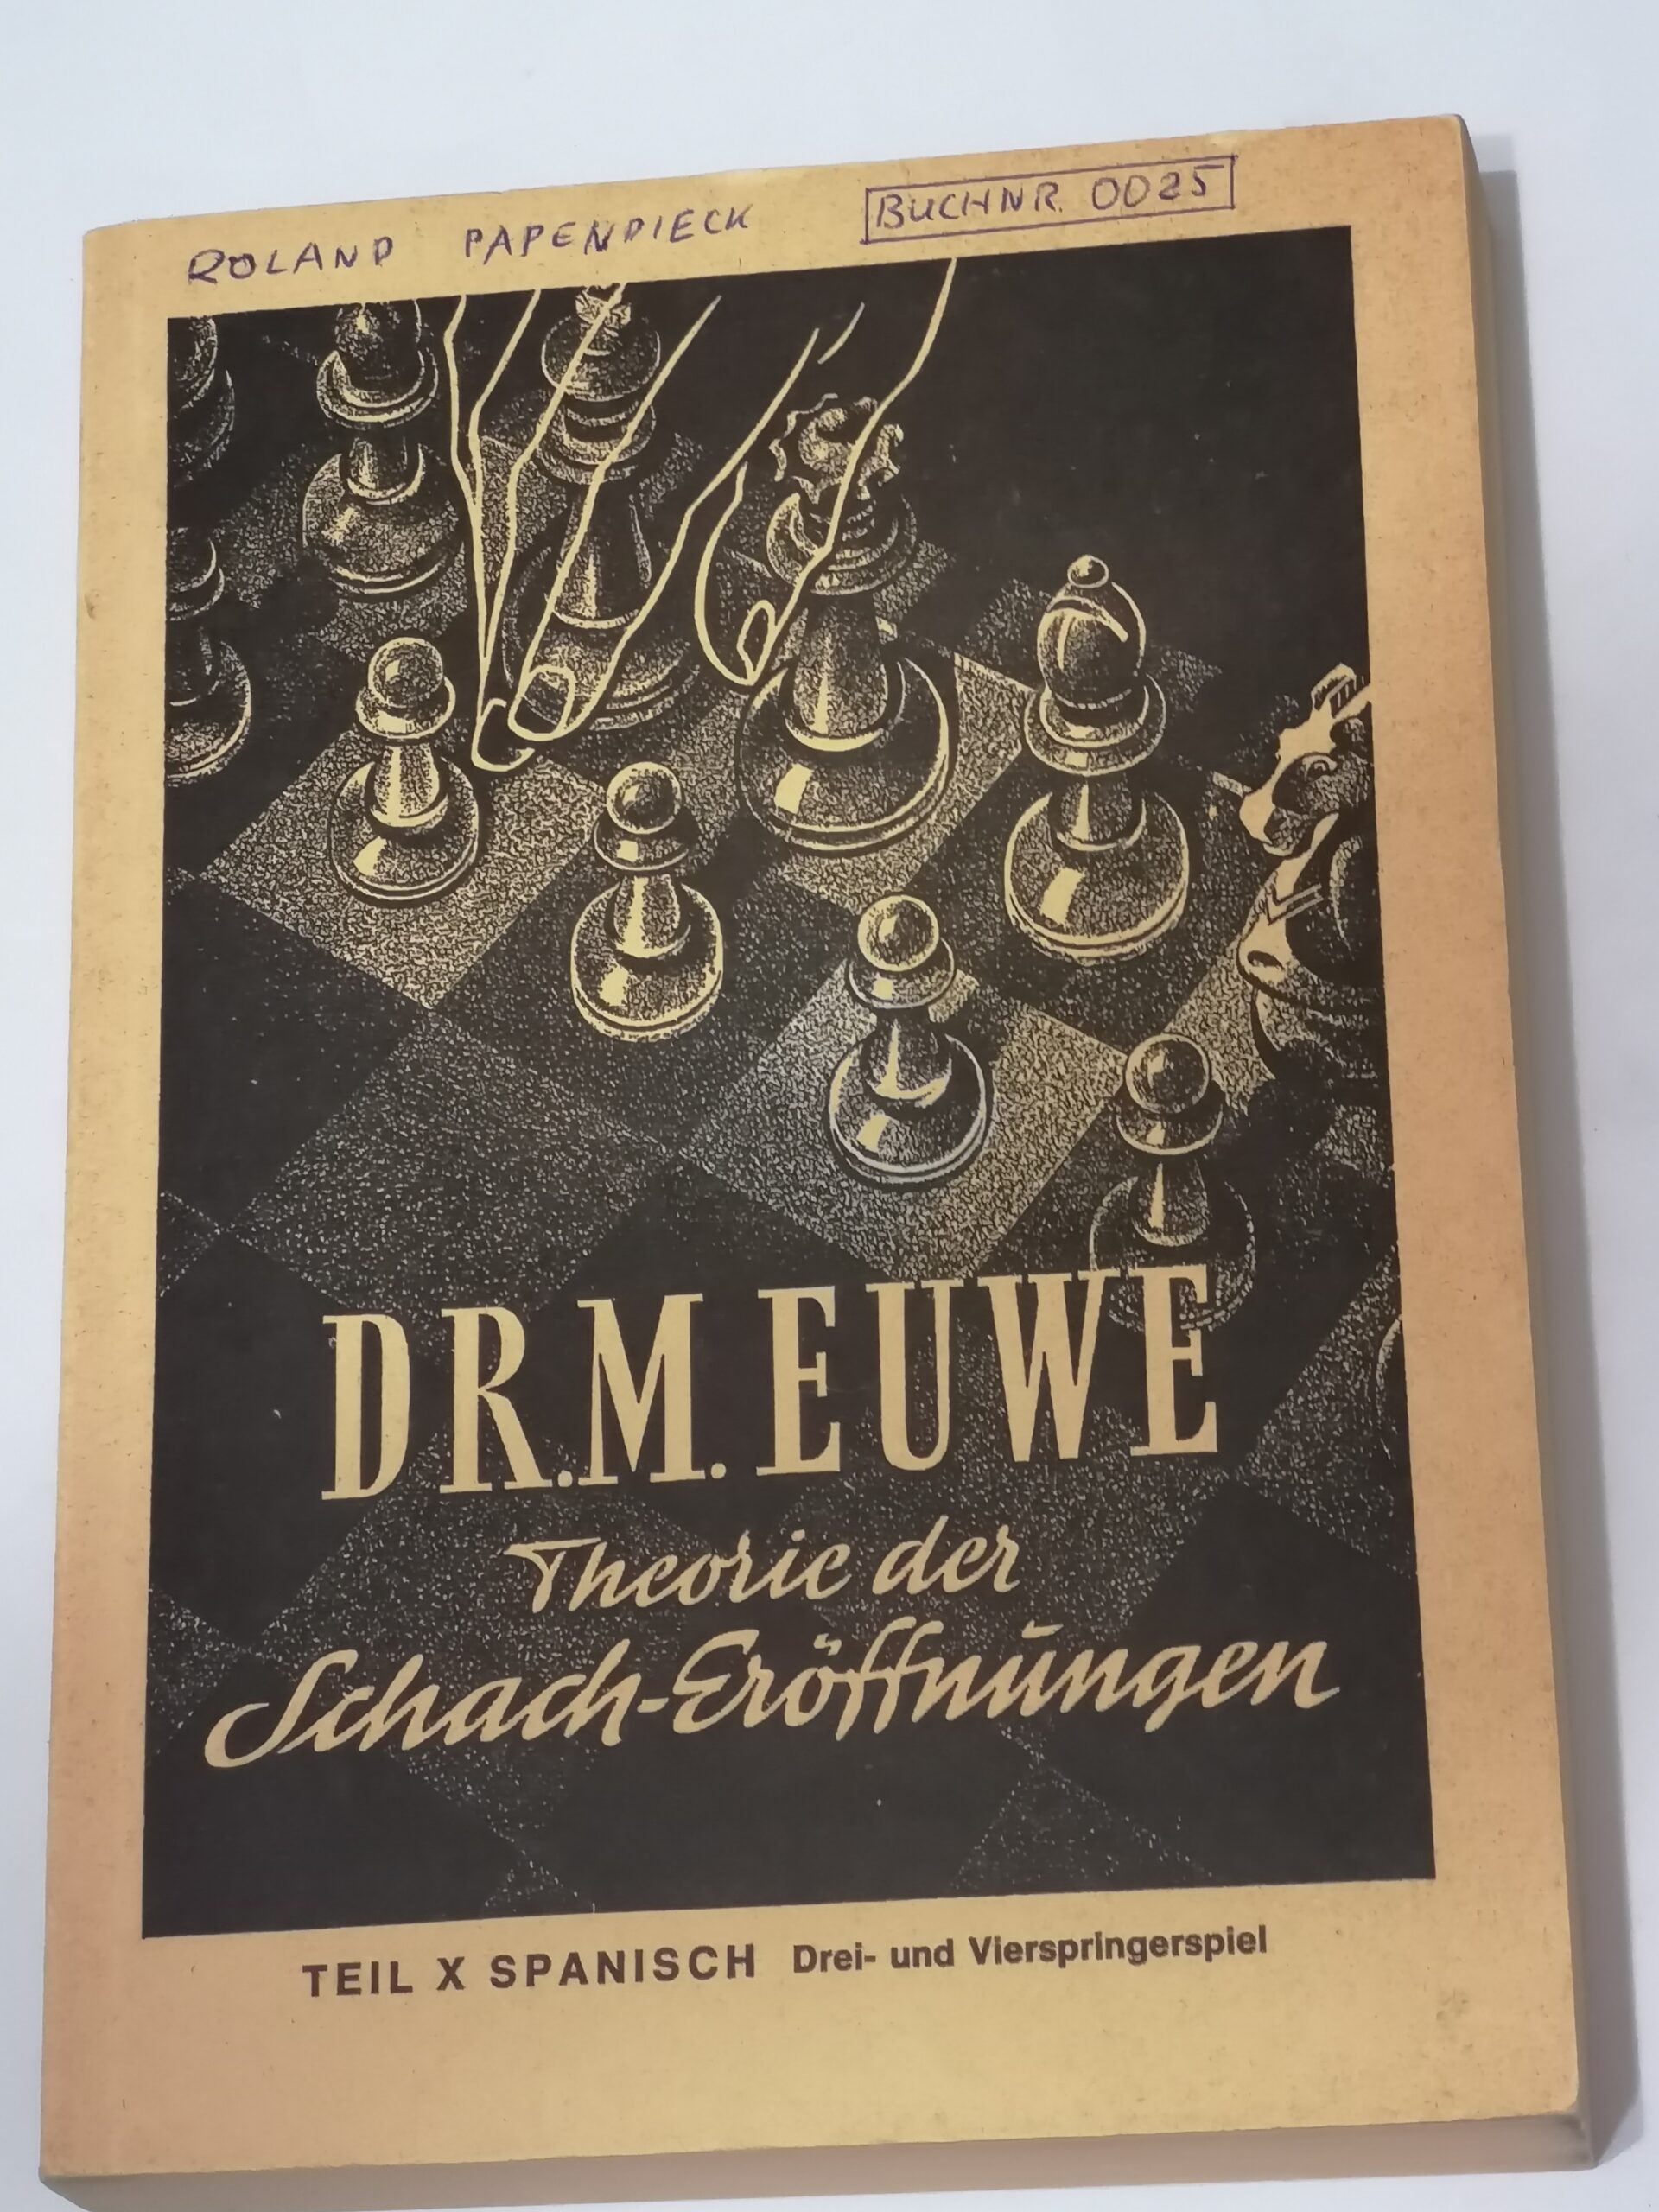 ROLAND PAPENDIECK BUCHNR. 0025
DR. M. EUWE
Theorie der
Schach-Eröffnungen
TEIL X SPANISCH Drei- und Vierspringerspiel